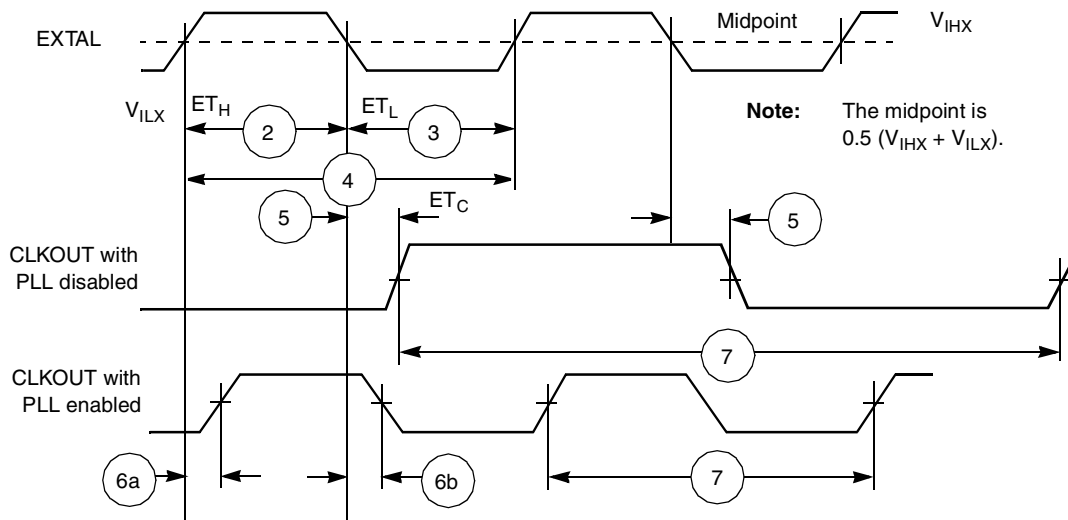 EXTAL
Midpoint
V_IHX
V_ILX
ET_H
2
ET_L
3
Note: The midpoint is
0.5 (V_IHX + V_ILX).
4
5
ET_C
5
CLKOUT with
PLL disabled
7
CLKOUT with
PLL enabled
6a
6b
7